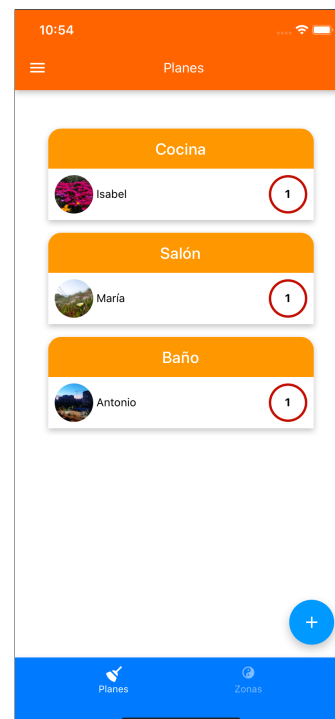 10:54
Planes
Cocina
Isabel
1
Salón
María
1
Baño
Antonio
1
+
Planes
Zonas